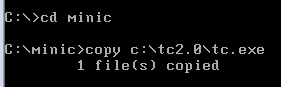 C:\>cd minic
C:\minic>copy c:\tc2.0\tc.exe
1 file(s) copied